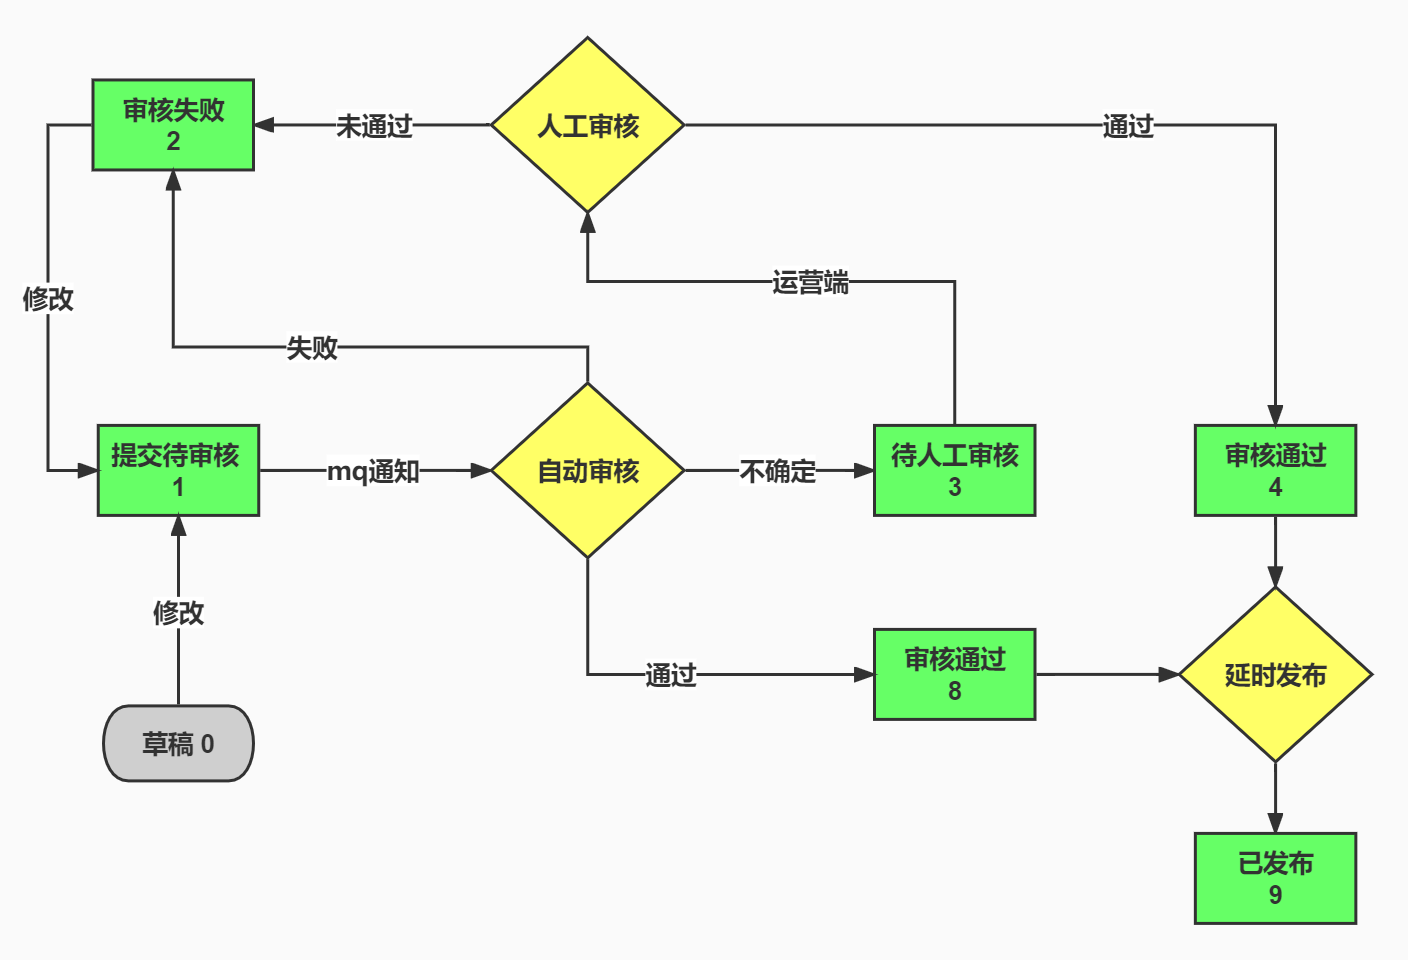 审核失败
2
未通过
人工审核
通过
运营端
修改
失败
提交待审核
1
mq通知
自动审核
不确定
待人工审核
3
审核通过
4
修改
通过
审核通过
8
延时发布
草稿 0
已发布
9